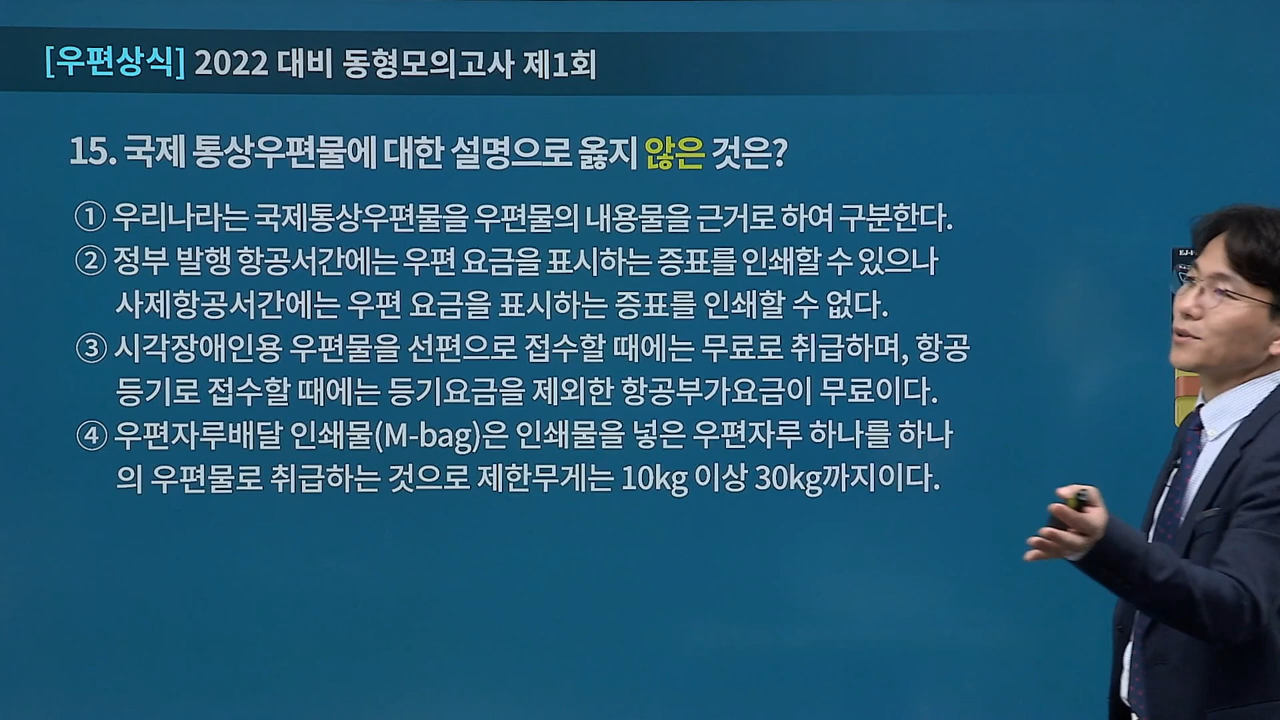 [우편상식] 2022 대비 동형모의고사 제1회
15. 국제 통상우편물에 대한 설명으로 옳지 않은 것은?
① 우리나라는 국제통상우편물을 우편물의 내용물을 근거로 하여 구분한다.
② 정부 발행 항공서간에는 우편 요금을 표시하는 증표를 인쇄할 수 있으나
사제항공서간에는 우편 요금을 표시하는 증표를 인쇄할 수 없다.
③ 시각장애인용 우편물을 선편으로 접수할 때에는 무료로 취급하며, 항공
등기로 접수할 때에는 등기요금을 제외한 항공부가요금이 무료이다.
④ 우편자루배달 인쇄물(M-bag)은 인쇄물을 넣은 우편자루 하나를 하나
의 우편물로 취급하는 것으로 제한무게는 10kg 이상 30kg까지이다.